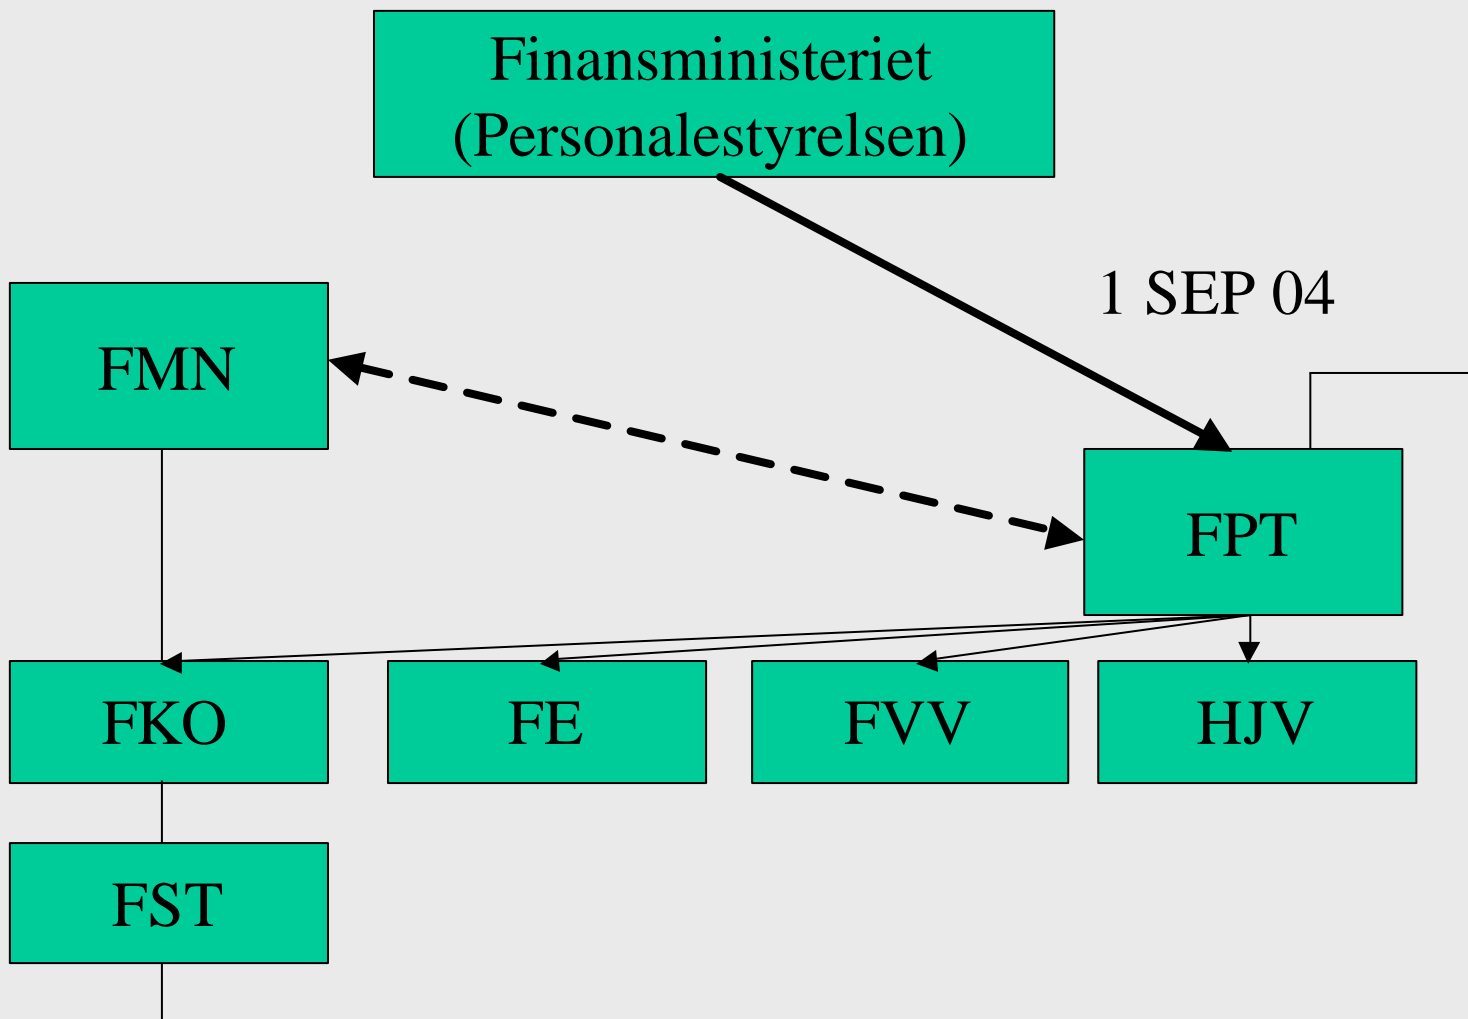 Finansministeriet
(Personalestyrelsen)
1 SEP 04
FMN
FPT
FKO
FE
FVV
HJV
FST